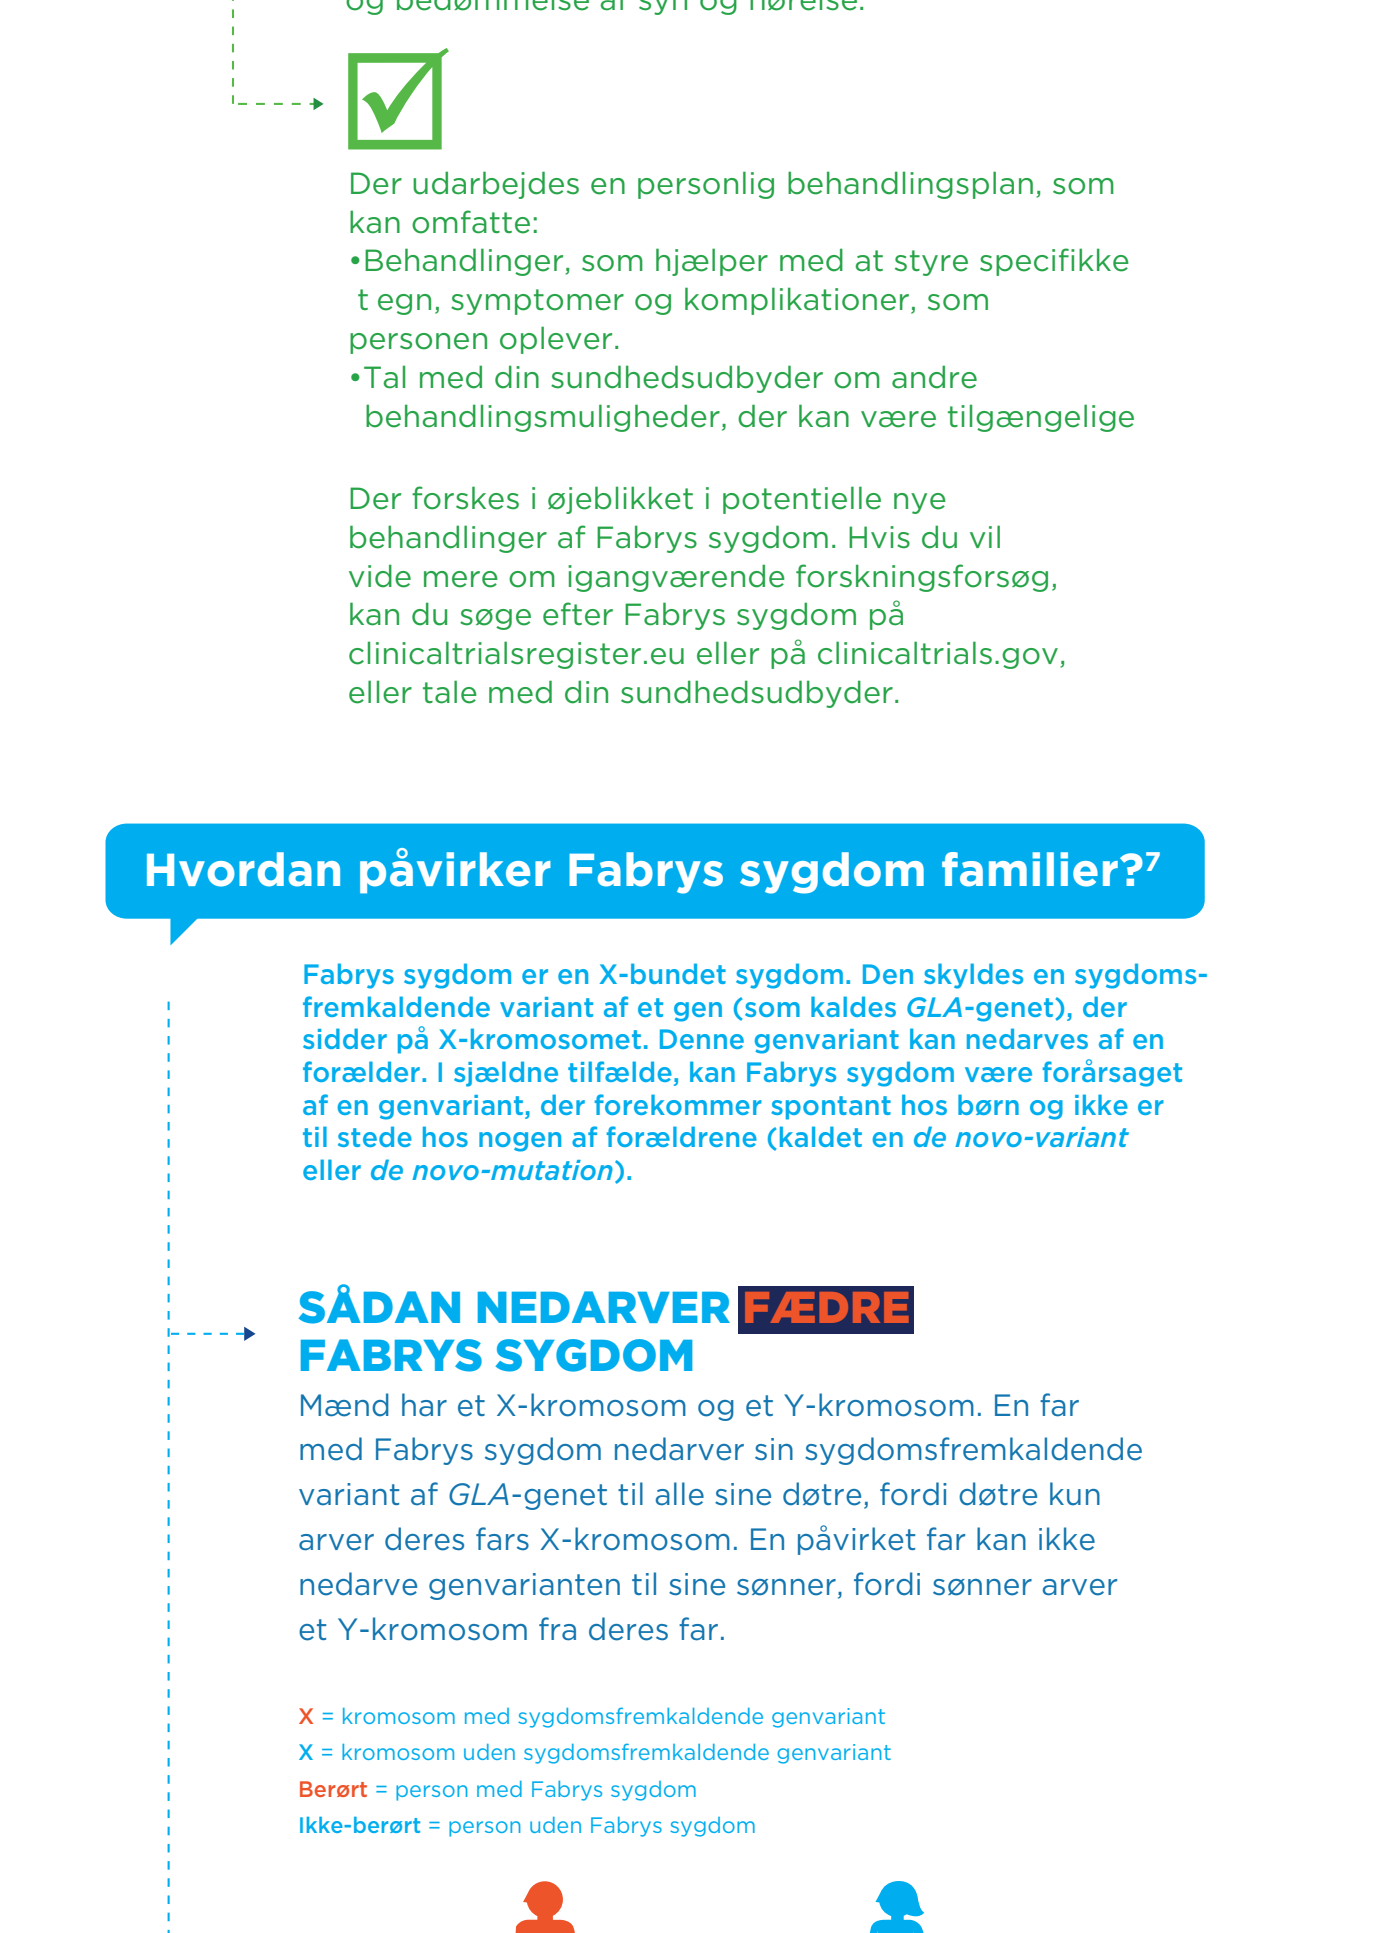 og bedømmelse af syn og hørelse.
Der udarbejdes en personlig behandlingsplan, som
kan omfatte:
•Behandlinger, som hjælper med at styre specifikke
t egn, symptomer og komplikationer, som
personen oplever.
•Tal med din sundhedsudbyder om andre
behandlingsmuligheder, der kan være tilgængelige
Der forskes i øjeblikket i potentielle nye
behandlinger af Fabrys sygdom. Hvis du vil
vide mere om igangværende forskningsforsøg,
kan du søge efter Fabrys sygdom på
clinicaltrialsregister.eu eller på clinicaltrials.gov,
eller tale med din sundhedsudbyder.
Hvordan påvirker Fabrys sygdom familier?⁷
Fabrys sygdom er en X-bundet sygdom. Den skyldes en sygdoms-
fremkaldende variant af et gen (som kaldes GLA-genet), der
sidder på X-kromosomet. Denne genvariant kan nedarves af en
forælder. I sjældne tilfælde, kan Fabrys sygdom være forårsaget
af en genvariant, der forekommer spontant hos børn og ikke er
til stede hos nogen af forældrene (kaldet en de novo-variant
eller de novo-mutation).
SÅDAN NEDARVER FÆDRE
FABRYS SYGDOM
Mænd har et X-kromosom og et Y-kromosom. En far
med Fabrys sygdom nedarver sin sygdomsfremkaldende
variant af GLA-genet til alle sine døtre, fordi døtre kun
arver deres fars X-kromosom. En påvirket far kan ikke
nedarve genvarianten til sine sønner, fordi sønner arver
et Y-kromosom fra deres far.
X = kromosom med sygdomsfremkaldende genvariant
X = kromosom uden sygdomsfremkaldende genvariant
Berørt = person med Fabrys sygdom
Ikke-berørt = person uden Fabrys sygdom